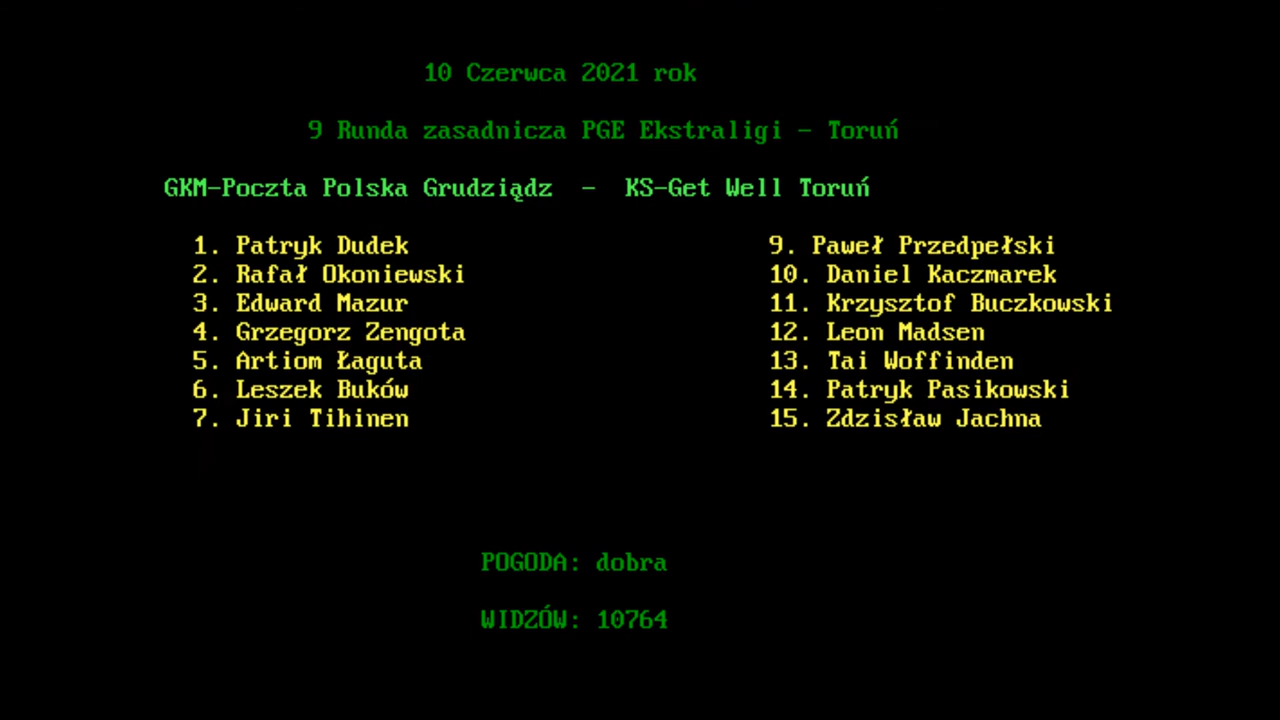 10 Czerwca 2021 rok
9 Runda zasadnicza PGE Ekstraligi - Toruń
GKM-Poczta Polska Grudziądz - KS-Get Well Toruń
1. Patryk Dudek 9. Paweł Przedpełski
2. Rafał Okoniewski 10. Daniel Kaczmarek
3. Edward Mazur 11. Krzysztof Buczkowski
4. Grzegorz Zengota 12. Leon Madsen
5. Artiom Łaguta 13. Tai Woffinden
6. Leszek Buków 14. Patryk Pasikowski
7. Jiri Tihinen 15. Zdzisław Jachna
POGODA: dobra
WIDZÓW: 10764